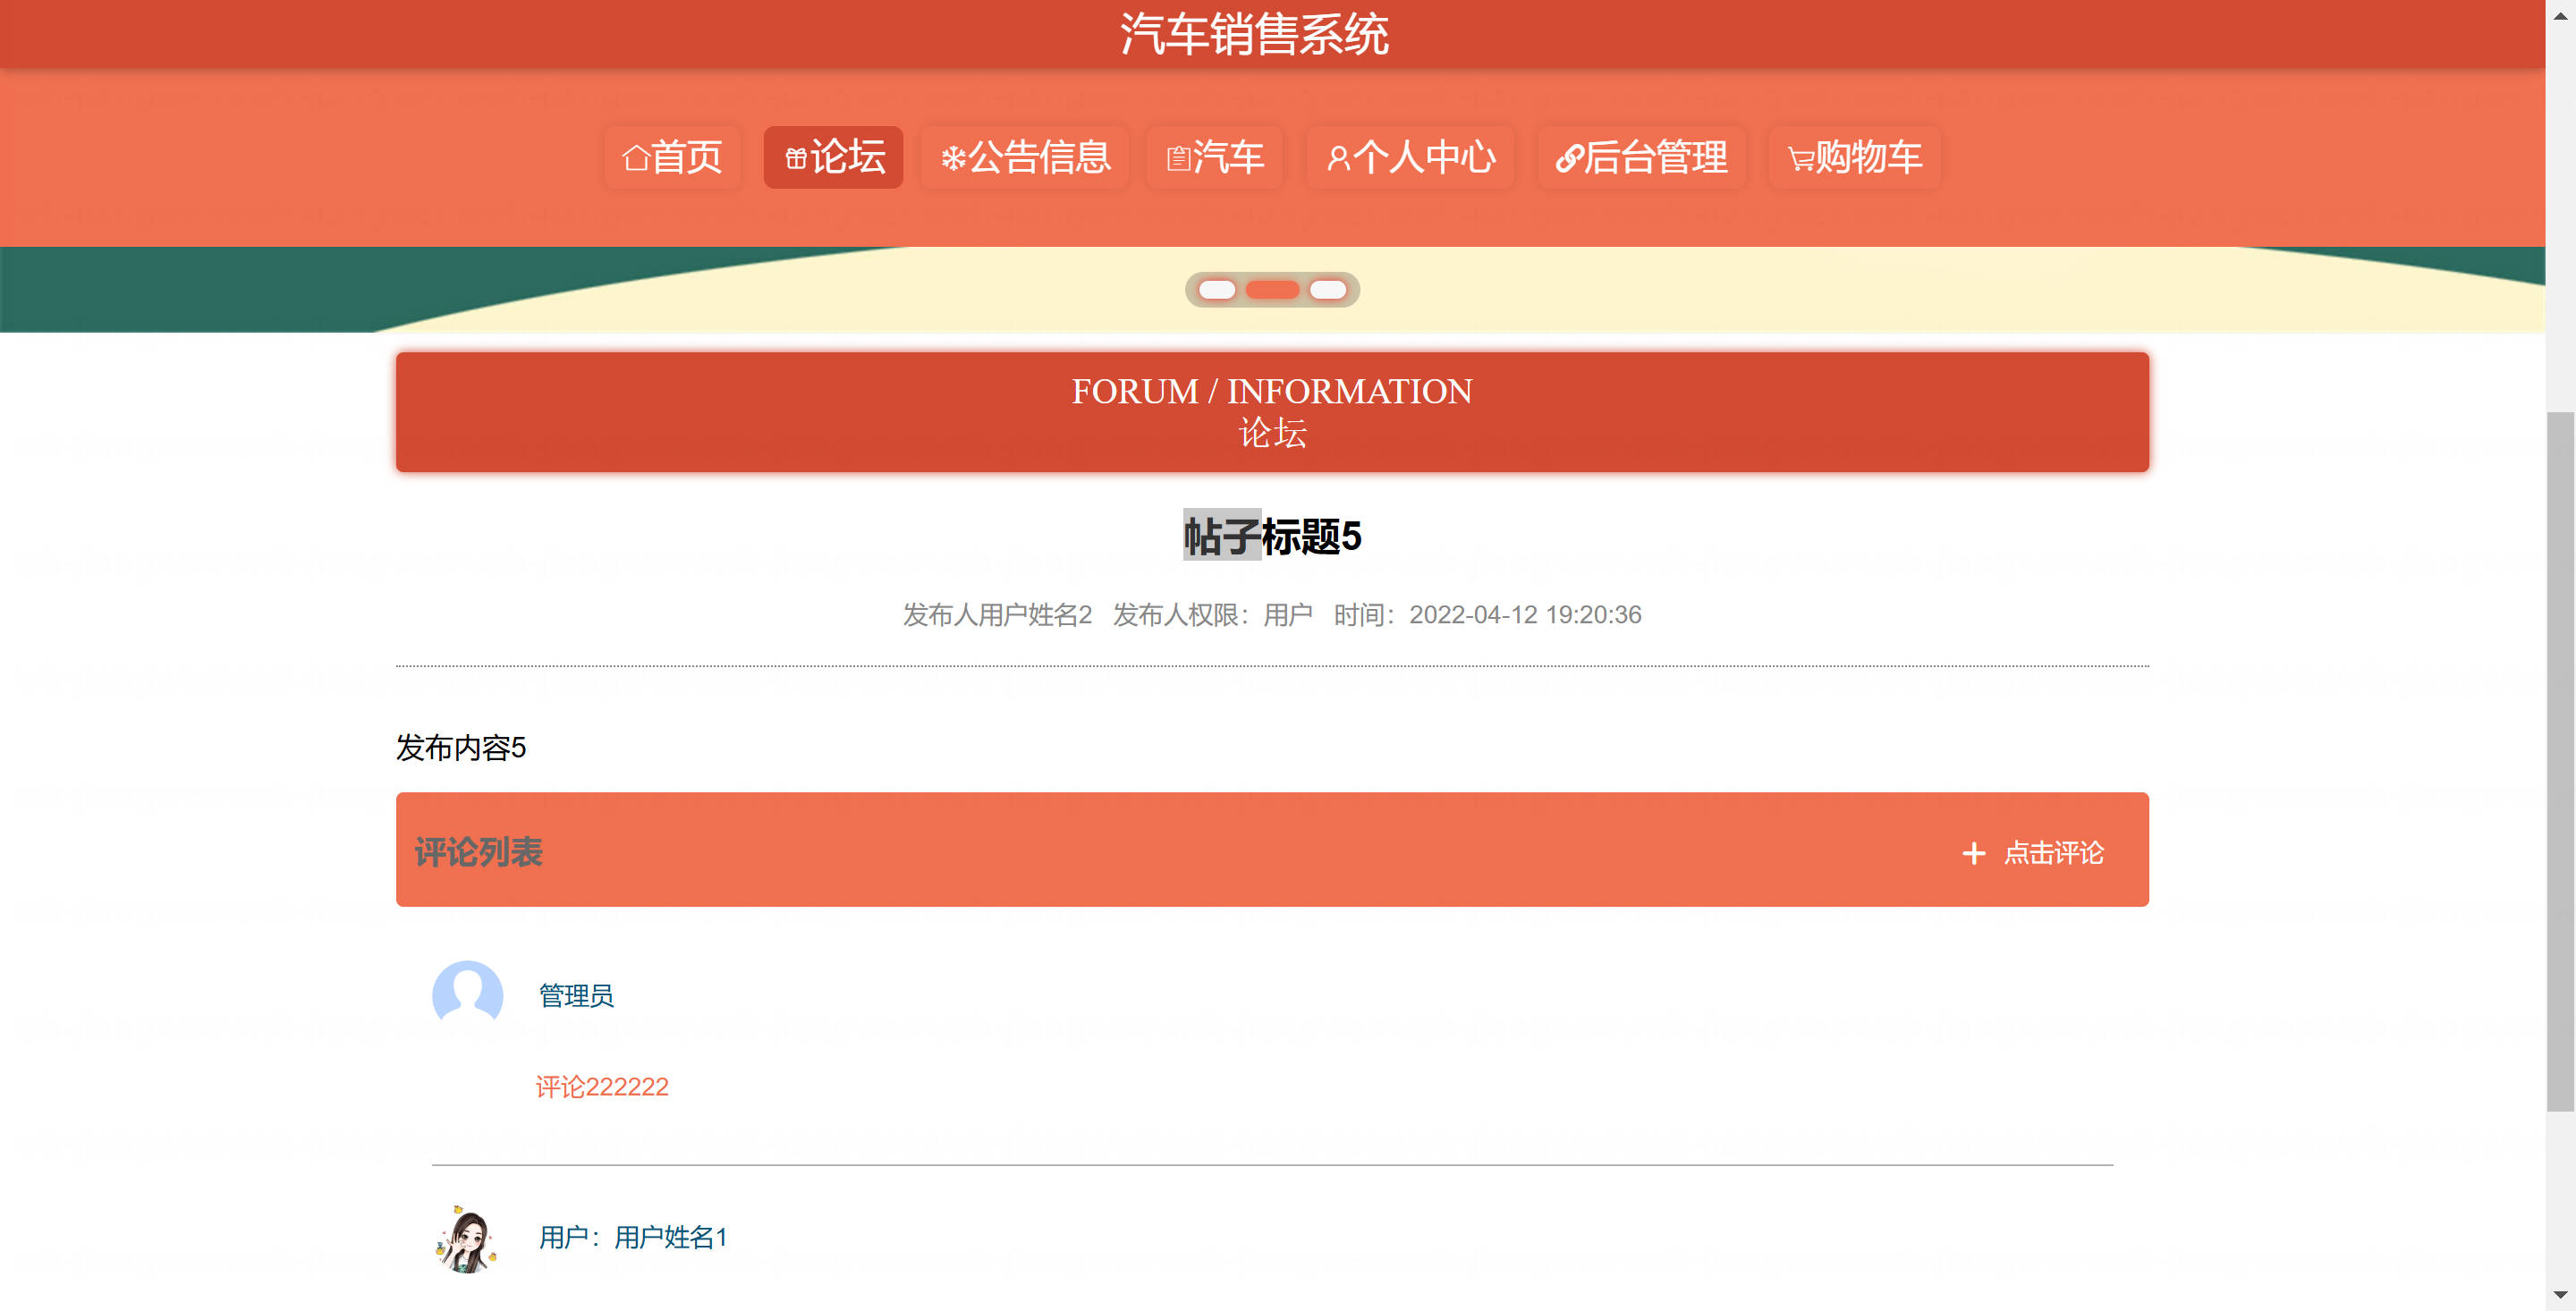 汽车销售系统
首页 论坛 公告信息 汽车 个人中心 后台管理 购物车
FORUM / INFORMATION
论坛
帖子标题5
发布人用户姓名2 发布人权限：用户 时间：2022-04-12 19:20:36
发布内容5
评论列表 点击评论
管理员
评论222222
用户：用户姓名1